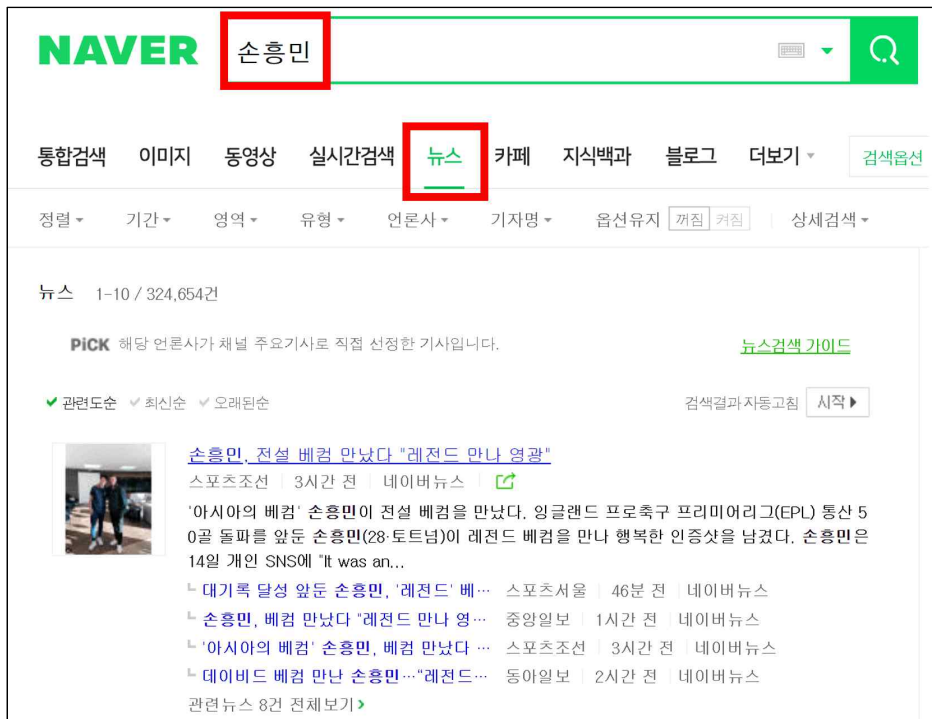 NAVER 손흥민
통합검색 이미지 동영상 실시간검색 뉴스 카페 지식백과 블로그 더보기 검색옵션
정렬 기간 영역 유형 언론사 기자명 옵션유지 꺼짐 켜짐 상세검색
뉴스 1-10 / 324,654건
PiCK 해당 언론사가 채널 주요기사로 직접 선정한 기사입니다. 뉴스검색 가이드
관련도순 최신순 오래된순 검색결과 자동고침 시작
손흥민, 전설 베컴 만났다 "레전드 만나 영광"
스포츠조선 3시간 전 네이버뉴스
'아시아의 베컴' 손흥민이 전설 베컴을 만났다. 잉글랜드 프로축구 프리미어리그(EPL) 통산 5
0골 돌파를 앞둔 손흥민(28·토트넘)이 레전드 베컴을 만나 행복한 인증샷을 남겼다. 손흥민은
14일 개인 SNS에 "It was an...
대기록 달성 앞둔 손흥민, '레전드' 베… 스포츠서울 46분 전 네이버뉴스
손흥민, 베컴 만났다 "레전드 만나 영… 중앙일보 1시간 전 네이버뉴스
'아시아의 베컴' 손흥민, 베컴 만났다 … 스포츠조선 3시간 전 네이버뉴스
데이비드 베컴 만난 손흥민…"레전드… 동아일보 2시간 전 네이버뉴스
관련뉴스 8건 전체보기